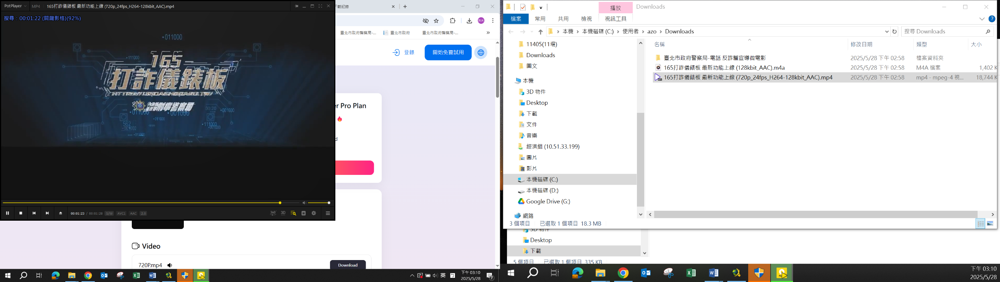 PotPlayer MP4 165打詐儀錶板 最新功能上線 (720p_24fps_H264-128kbit_AAC).mp4
搜尋 : 00:01:22 (關鍵影格)(92%)
011000
111000
165
打詐儀錶板
011000
001000
001000
00:20
562
001000
011000
111000
001000
011000
00:01:23 / 00:01:28 S/W AVC1 AAC 2.0
360° 3D
下載記錄
刑大
臺北市政府警察局-...
臺北市政府
臺北市政府警察局-...
»
登錄
開始免費試用
er Pro Plan
d
Video
720P.mp4
Download
英
下午 03:10
2025/5/28
7
播放
Downloads
檔案
常用
共用
檢視
視訊工具
本機 › 本機磁碟 (C:) › 使用者 › azo › Downloads
搜尋 Downloads
11405(11場)
Downloads
圖文
本機
3D 物件
Desktop
下載
文件
音樂
經濟組 (10.51.33.199)
圖片
影片
本機磁碟 (C:)
本機磁碟 (D:)
Google Drive (G:)
網路
名稱 修改日期 類型 大小
臺北市政府警察局-電話 反詐騙宣導微電影 2025/5/28 下午 02:58 檔案資料夾
165打詐儀錶板 最新功能上線 (128kbit_AAC).m4a 2025/5/28 下午 02:58 M4A 檔案 1,402 K
165打詐儀錶板 最新功能上線 (720p_24fps_H264-128kbit_AAC).mp4 2025/5/28 下午 02:58 mp4 - mpeg-4 視... 18,744 K
3 個項目 已選取 1 個項目 18.3 MB
3D 物件
Desktop
下載
5 個項目 已選取 1 個項目 335 KB
下午 03:10
2025/5/28